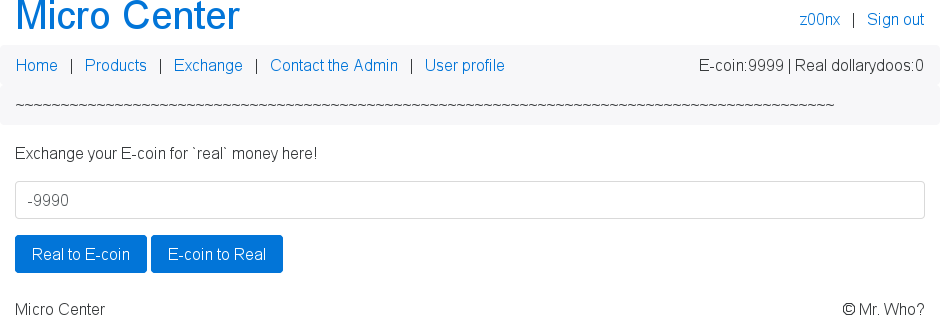 Micro Center
z00nx | Sign out
Home | Products | Exchange | Contact the Admin | User profile
E-coin:9999 | Real dollarydoos:0
~~~~~~~~~~~~~~~~~~~~~~~~~~~~~~~~~~~~~~~~~~~~~~~~~~~~~~~~~~~~~~~~~~~~~~~~~~~~~~~~~~~~~~~~~~~
Exchange your E-coin for `real` money here!
-9990
Real to E-coin
E-coin to Real
Micro Center
© Mr. Who?